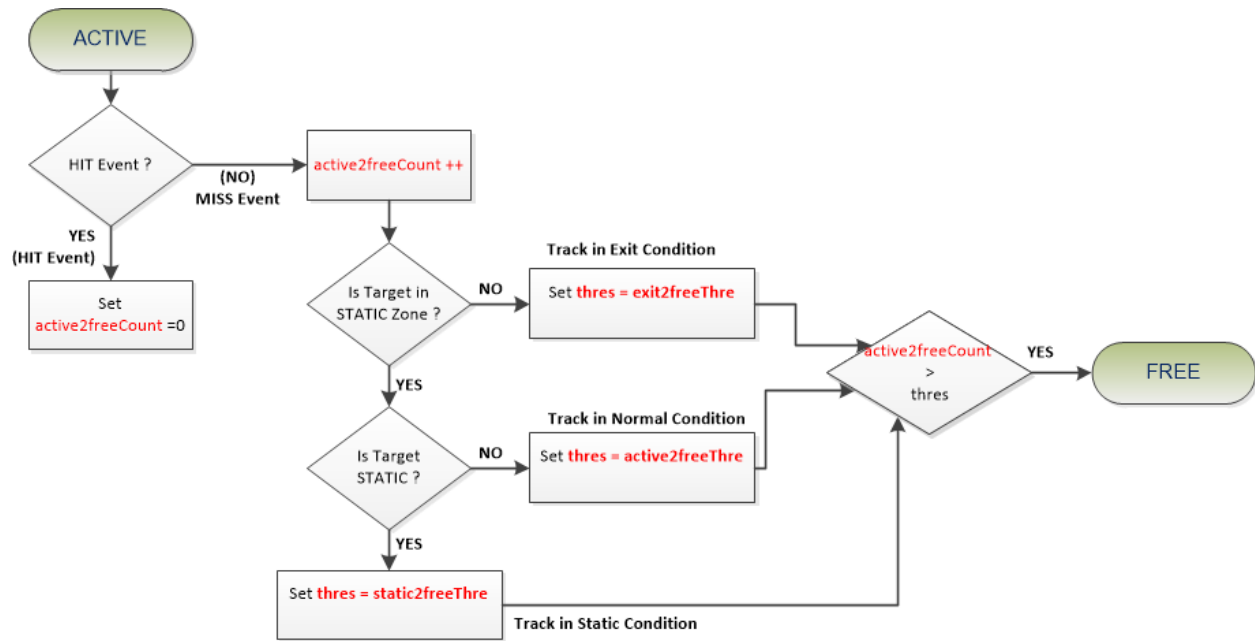 ACTIVE
HIT Event ?
(NO)
MISS Event
active2freeCount ++
YES
(HIT Event)
Set
active2freeCount =0
Is Target in
STATIC Zone ?
NO
Track in Exit Condition
Set thres = exit2freeThre
YES
Is Target
STATIC ?
NO
Track in Normal Condition
Set thres = active2freeThre
YES
Set thres = static2freeThre
Track in Static Condition
active2freeCount
>
thres
YES
FREE